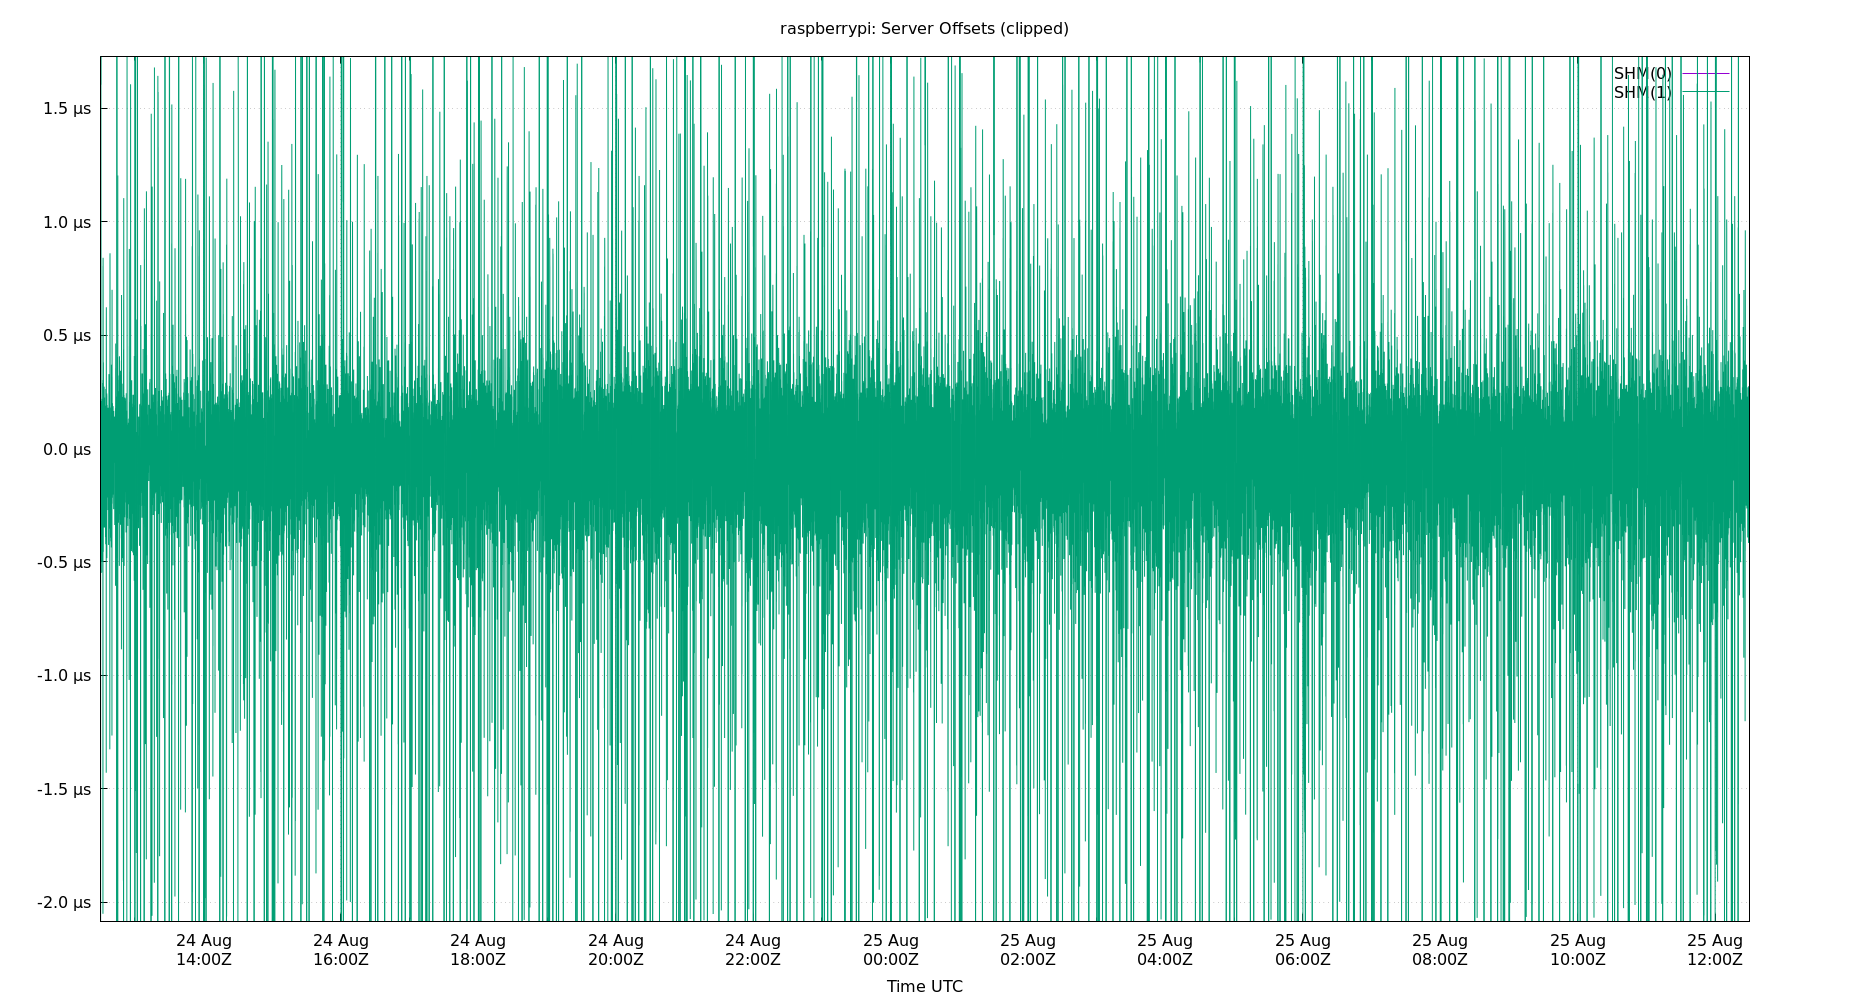 raspberrypi: Server Offsets (clipped)
SHM(0)
SHM(1)
1.5 µs
1.0 µs
0.5 µs
0.0 µs
-0.5 µs
-1.0 µs
-1.5 µs
-2.0 µs
24 Aug 24 Aug 24 Aug 24 Aug 24 Aug 25 Aug 25 Aug 25 Aug 25 Aug 25 Aug 25 Aug 25 Aug
14:00Z 16:00Z 18:00Z 20:00Z 22:00Z 00:00Z 02:00Z 04:00Z 06:00Z 08:00Z 10:00Z 12:00Z
Time UTC